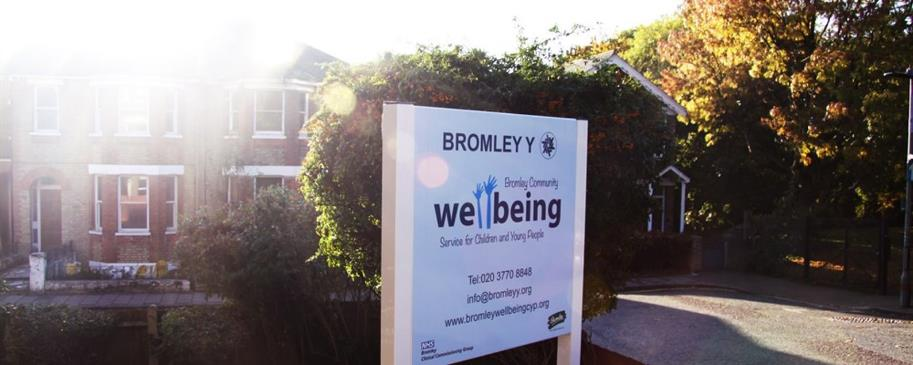 BROMLEY Y
Bromley Community
wellbeing
Service for Children and Young People
Tel:020 3770 8848
info@bromleyy.org
www.bromleywellbeingcyp.org
Bromley
NHS
Bromley
Clinical Commissioning Group